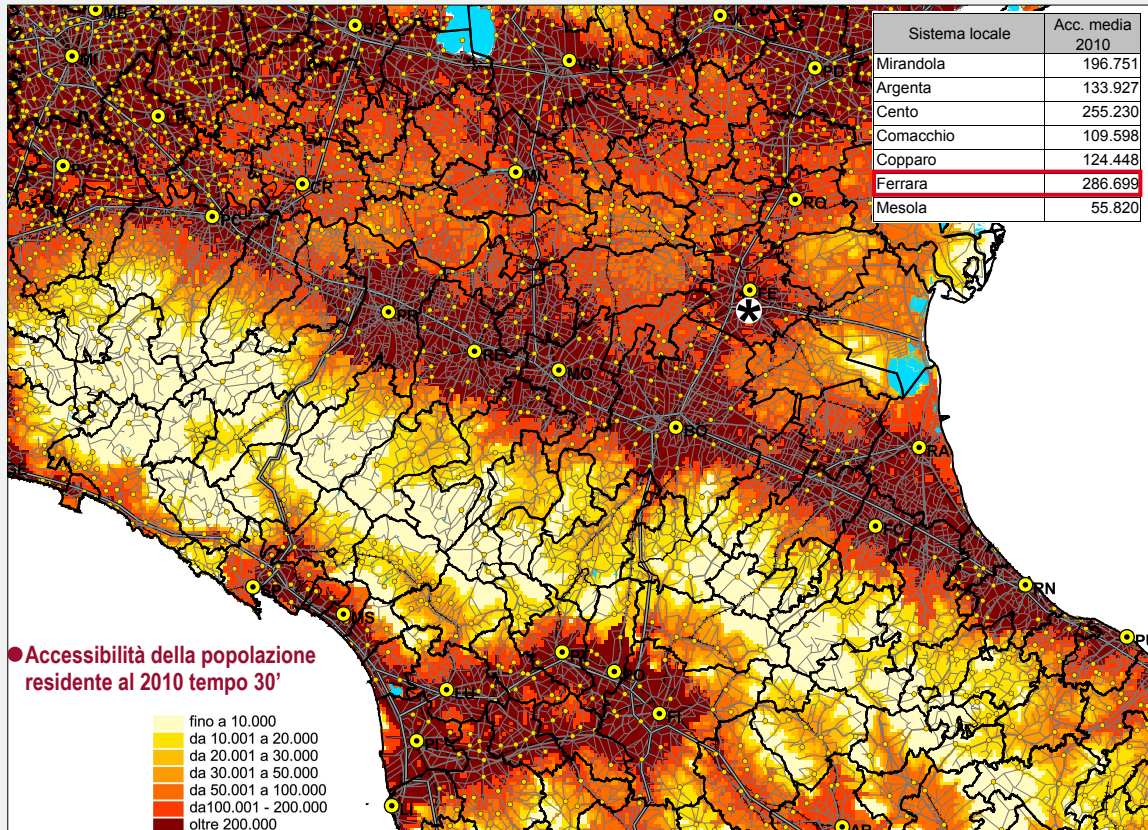 Sistema locale
Acc. media
2010
Mirandola 196.751
Argenta 133.927
Cento 255.230
Comacchio 109.598
Copparo 124.448
Ferrara 286.699
Mesola 55.820
MB
BS
MI
VR
PD
CR
MN
PC
RO
FE
PR
RE
MO
BO
RA
FC
RN
MS
LU
PO
FI
PI
Accessibilità della popolazione
residente al 2010 tempo 30'
fino a 10.000
da 10.001 a 20.000
da 20.001 a 30.000
da 30.001 a 50.000
da 50.001 a 100.000
da100.001 - 200.000
oltre 200.000